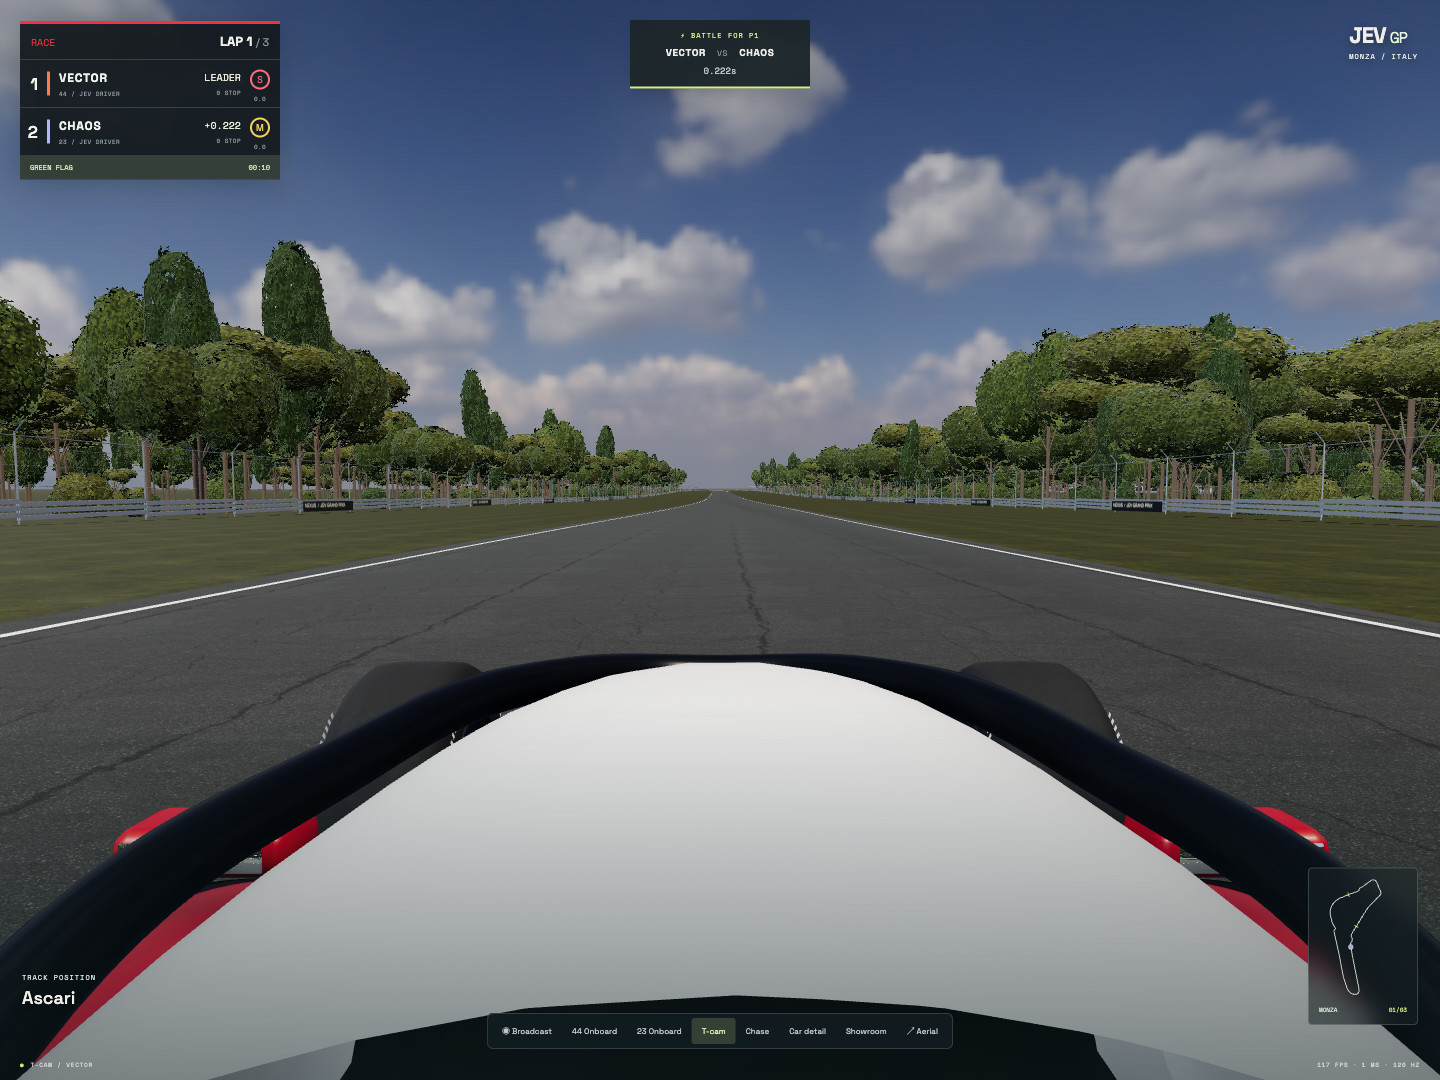 RACE
LAP 1 / 3
1 VECTOR LEADER S
44 / JEV DRIVER 0 STOP 0.0
2 CHAOS +0.222 M
23 / JEV DRIVER 0 STOP 0.0
GREEN FLAG 00:10
⚡ BATTLE FOR P1
VECTOR VS CHAOS
0.222s
JEV GP
MONZA / ITALY
TRACK POSITION
Ascari
T-CAM / VECTOR
Broadcast 44 Onboard 23 Onboard T-cam Chase Car detail Showroom Aerial
MONZA 01/03
117 FPS · 1 MS · 120 HZ